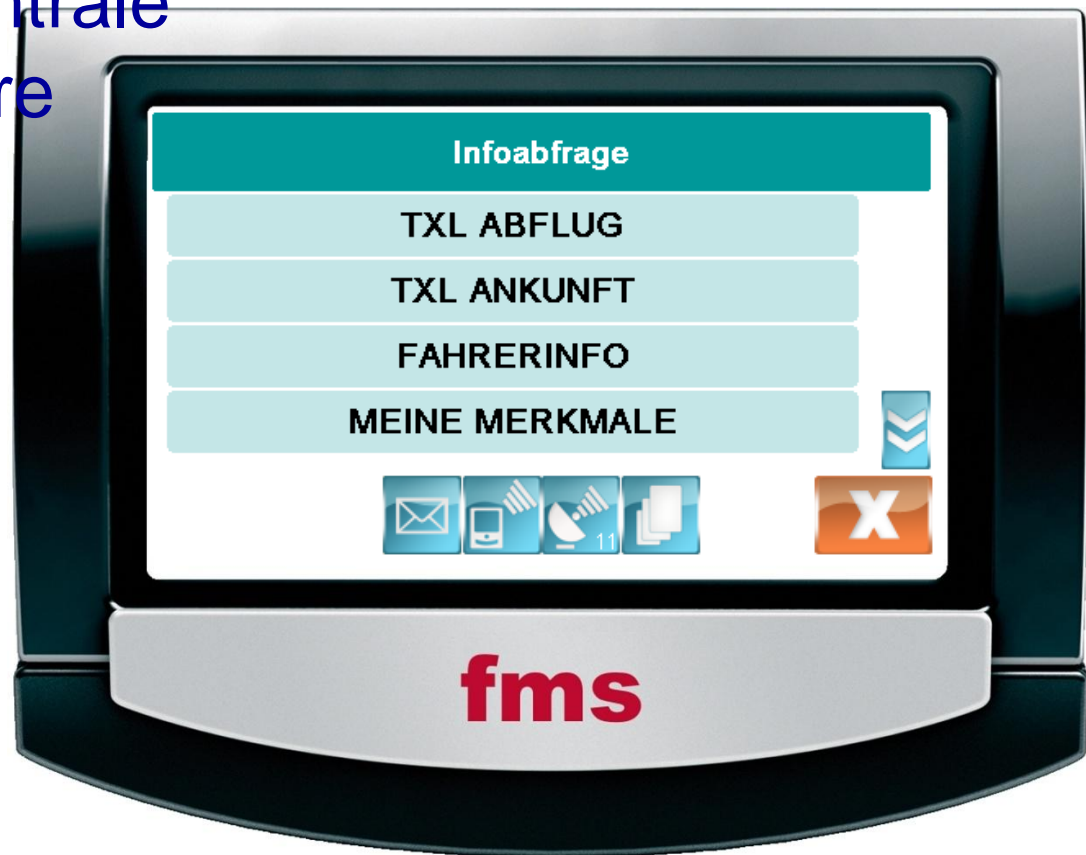 Infoabfrage
TXL ABFLUG
TXL ANKUNFT
FAHRERINFO
MEINE MERKMALE
11
X
fms